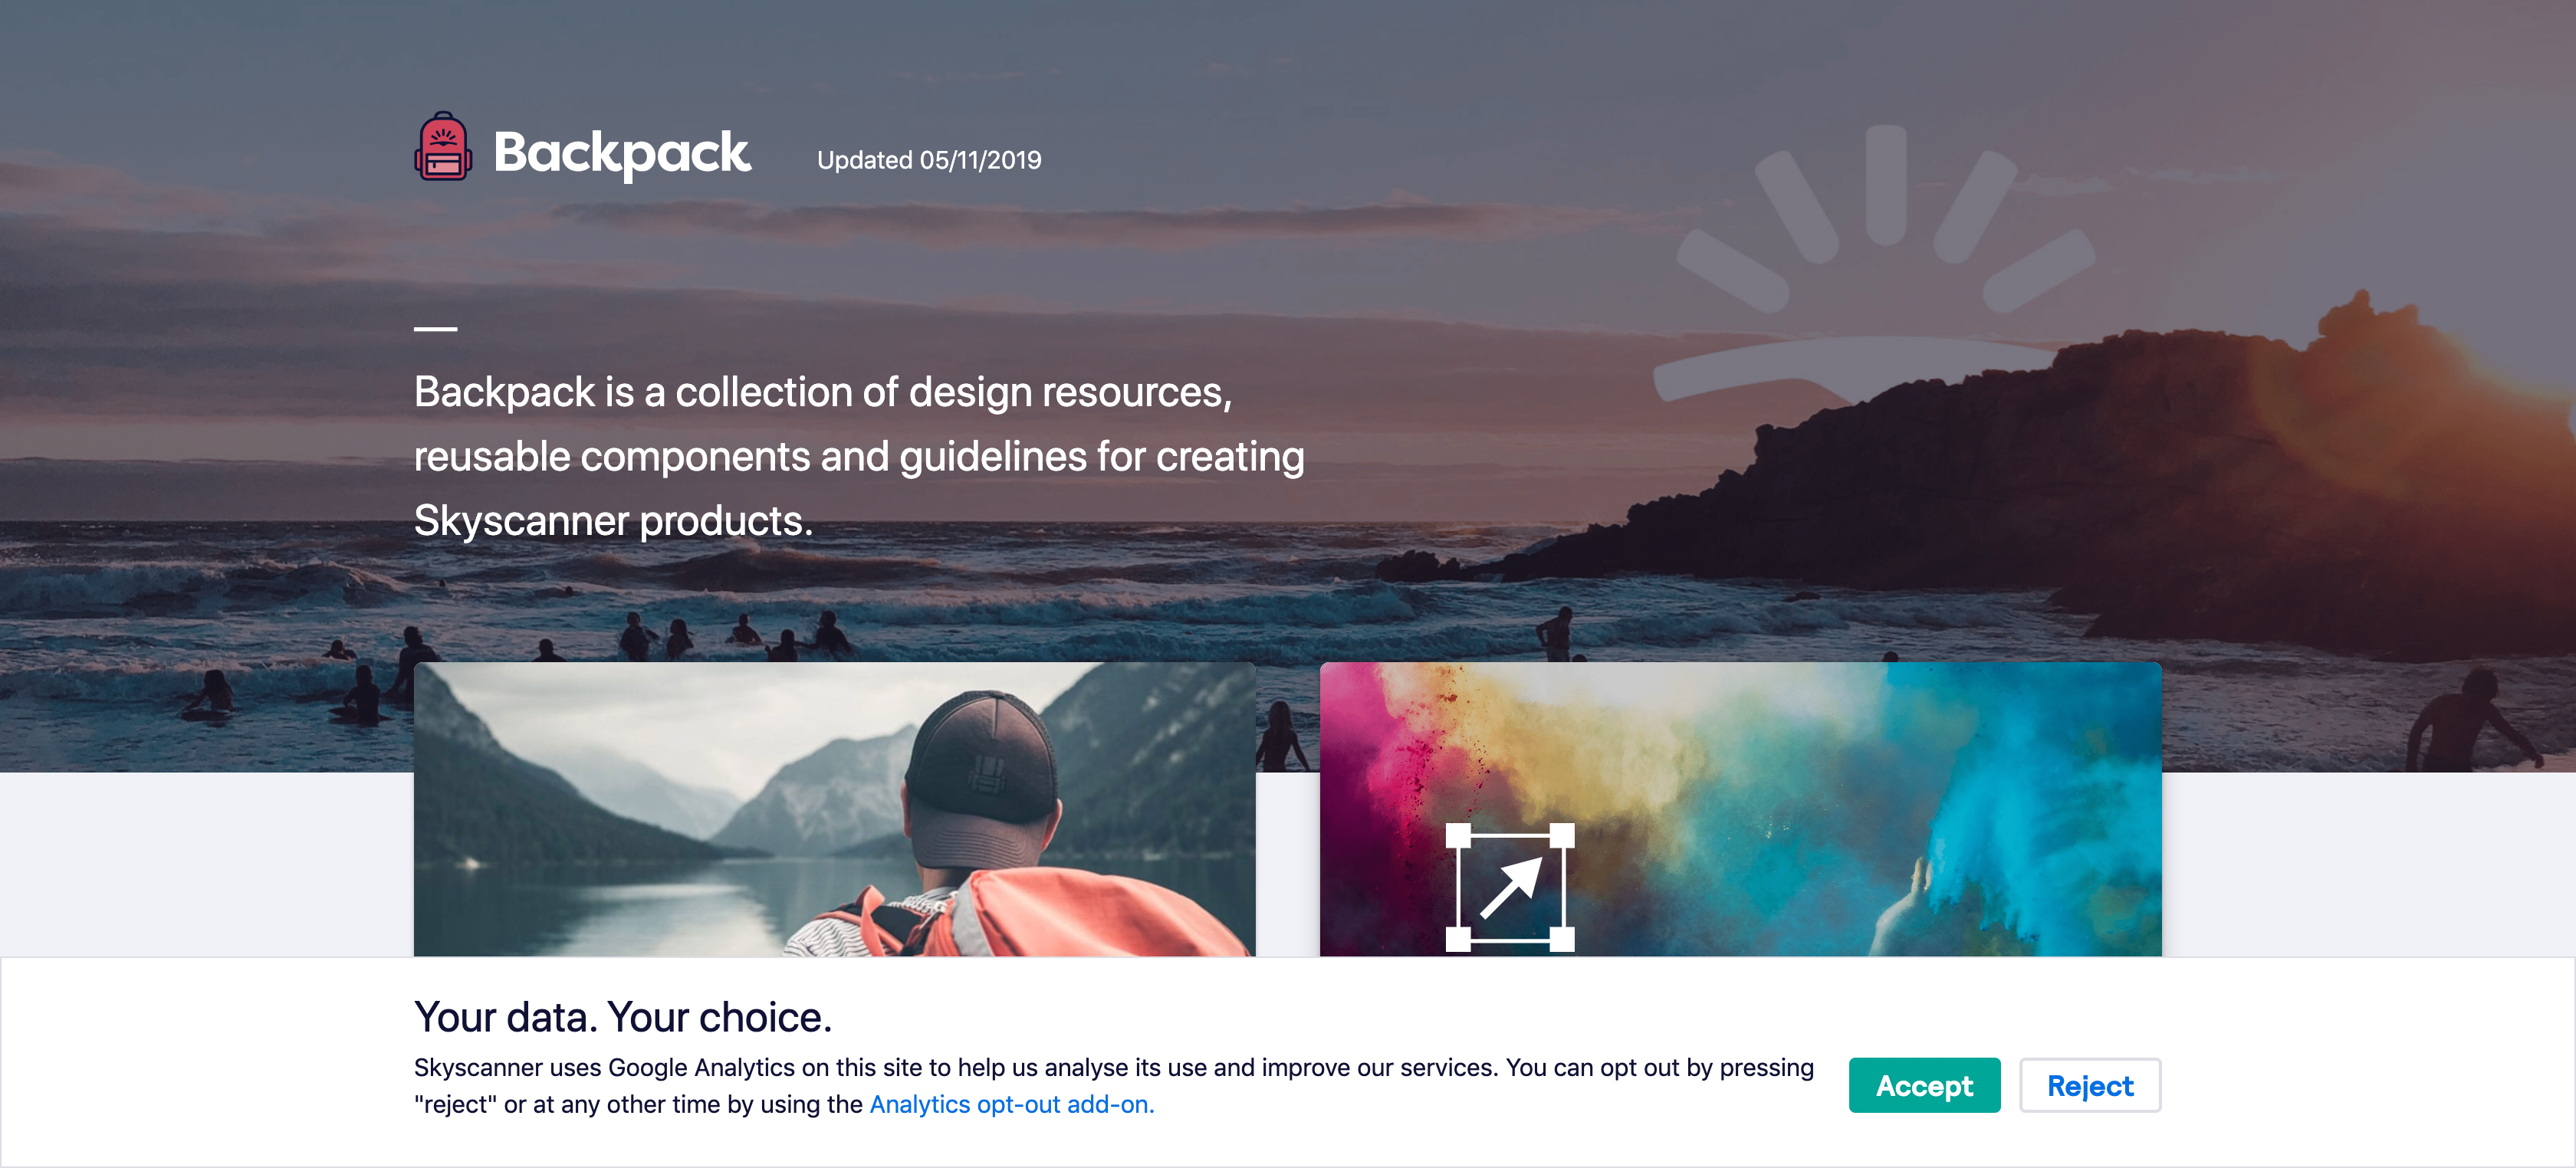 Backpack
Updated 05/11/2019
Backpack is a collection of design resources,
reusable components and guidelines for creating
Skyscanner products.
Your data. Your choice.
Skyscanner uses Google Analytics on this site to help us analyse its use and improve our services. You can opt out by pressing
"reject" or at any other time by using the Analytics opt-out add-on.
Accept
Reject